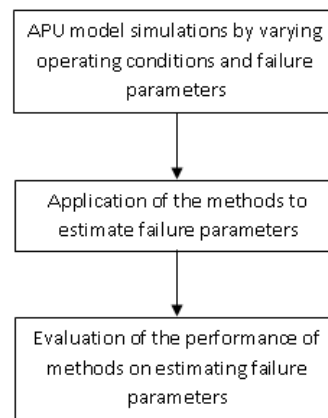 APU model simulations by varying
operating conditions and failure
parameters
Application of the methods to
estimate failure parameters
Evaluation of the performance of
methods on estimating failure
parameters